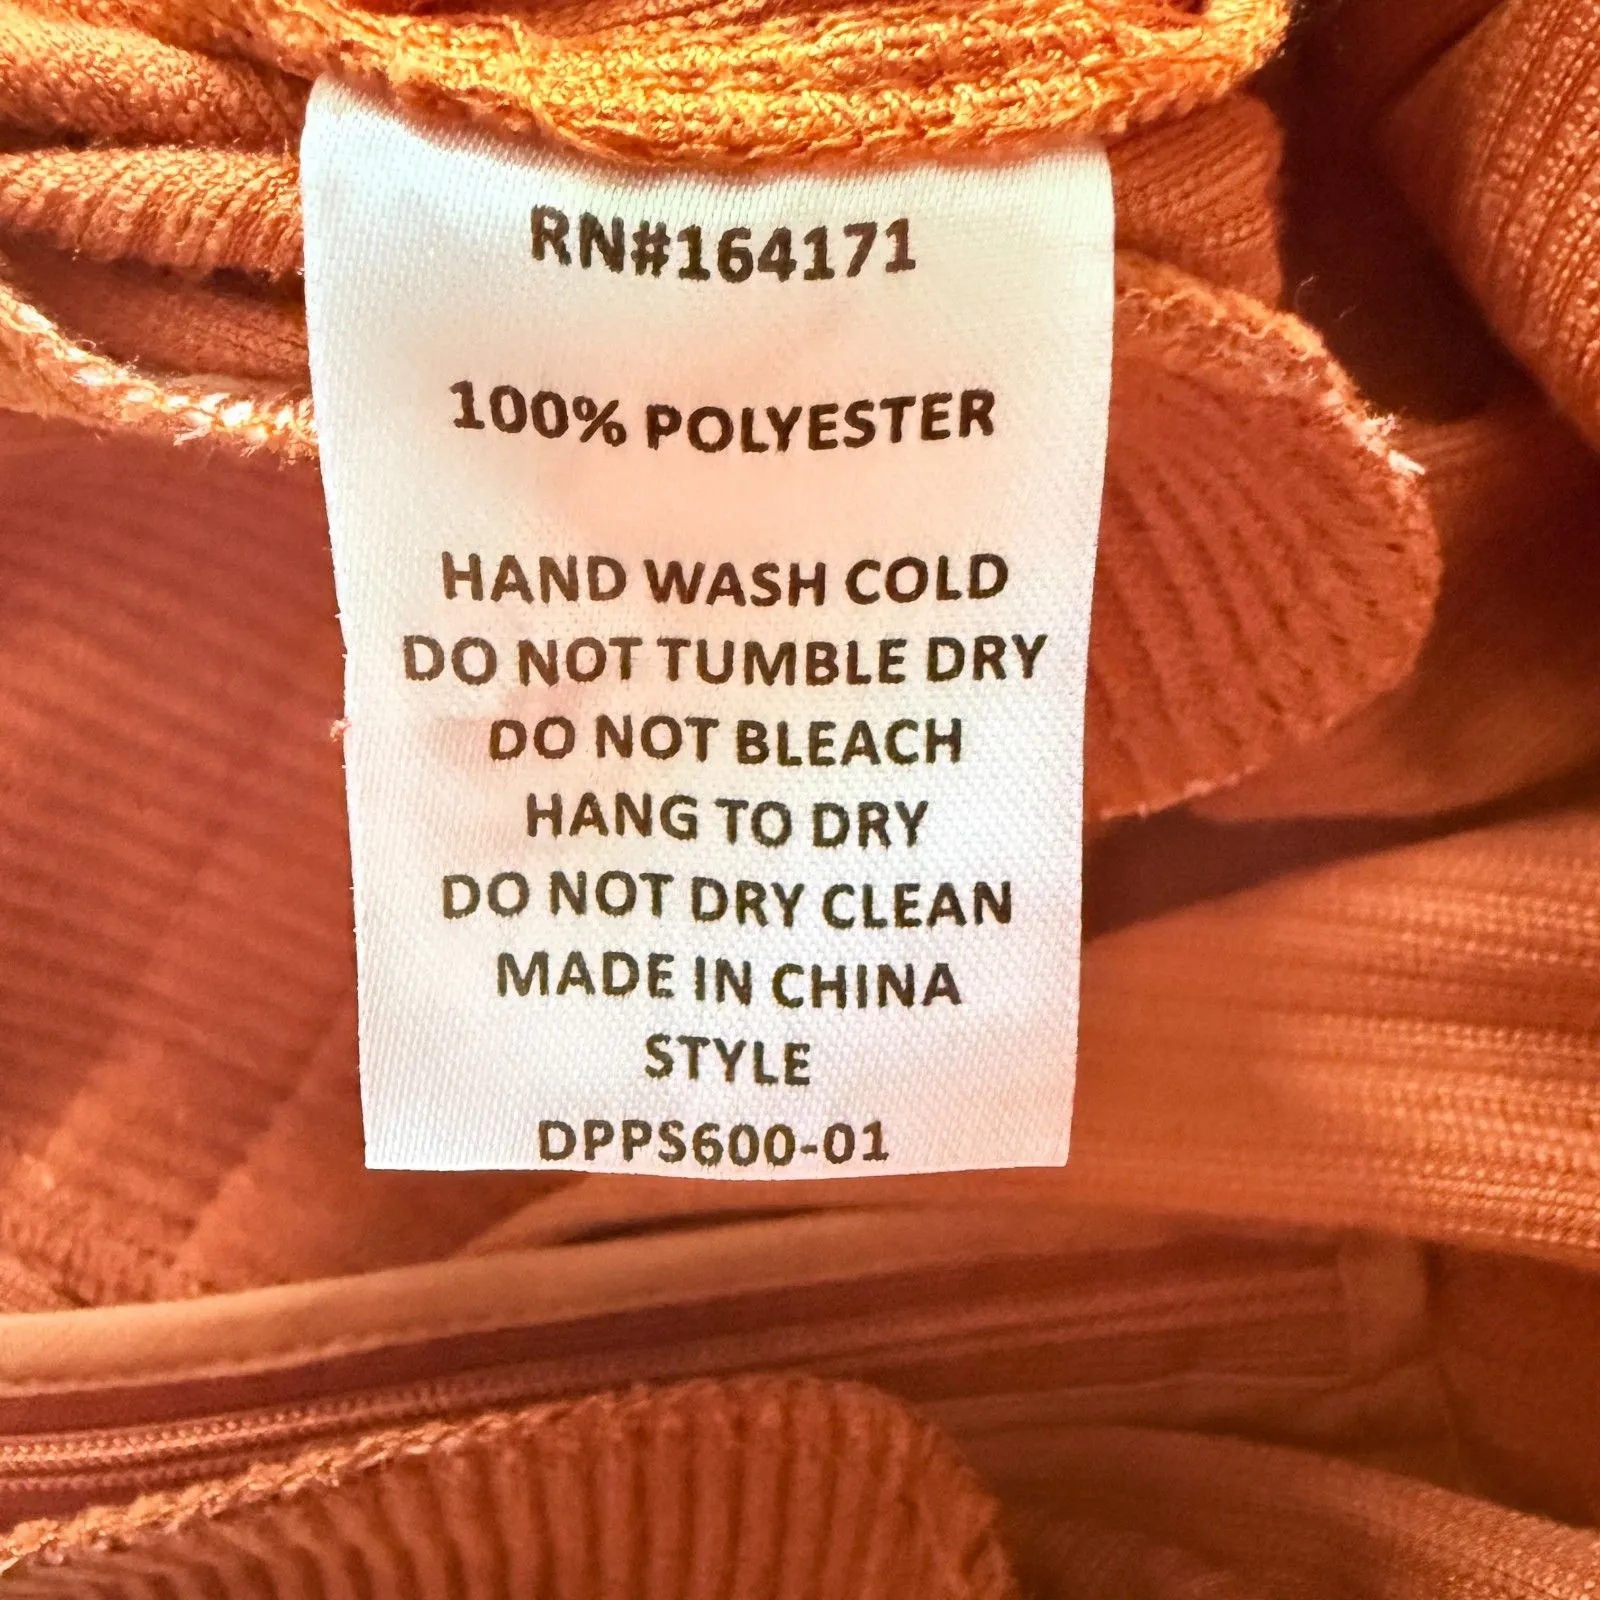 RN#164171
100% POLYESTER
HAND WASH COLD
DO NOT TUMBLE DRY
DO NOT BLEACH
HANG TO DRY
DO NOT DRY CLEAN
MADE IN CHINA
STYLE
DPPS600-01